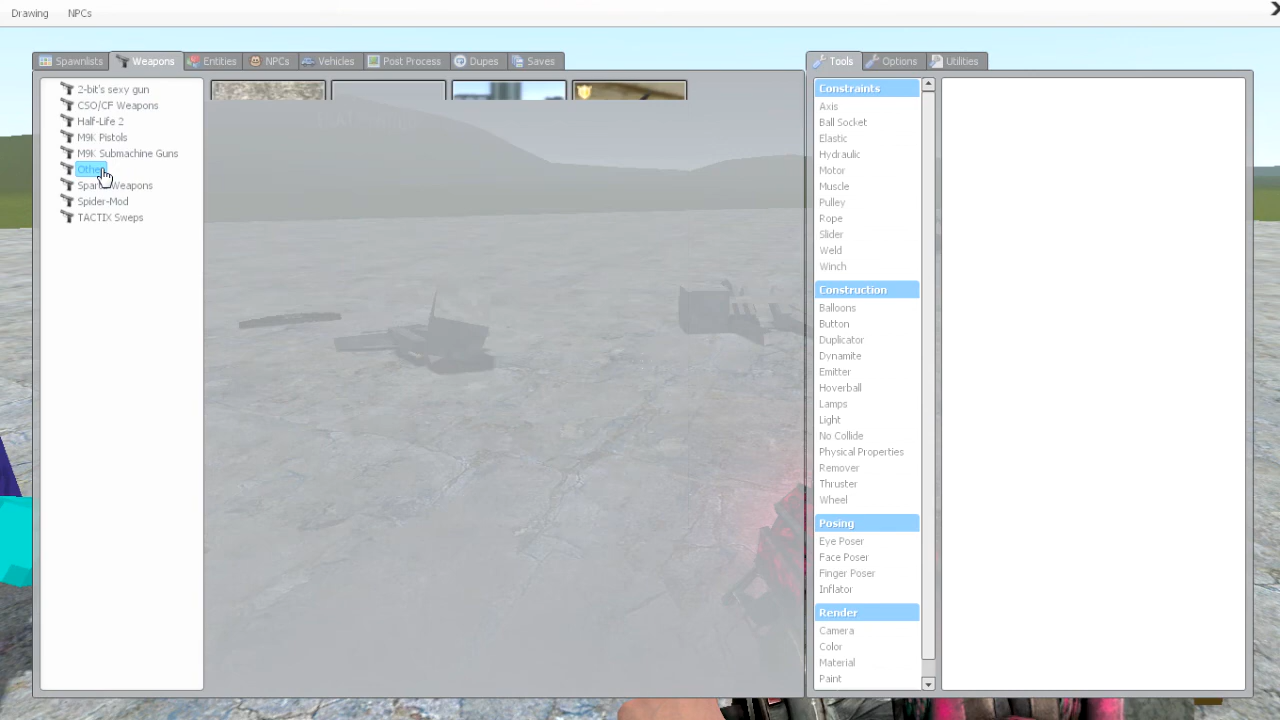 Drawing NPCs
Spawnlists Weapons Entities NPCs Vehicles Post Process Dupes Saves
2-bit's sexy gun
CSO/CF Weapons
Half-Life 2
M9K Pistols
M9K Submachine Guns
Other
Weapons
Spider-Mod
TACTIX Sweps
Tools Options Utilities
Constraints
Axis
Ball Socket
Elastic
Hydraulic
Motor
Muscle
Pulley
Rope
Slider
Weld
Winch
Construction
Balloons
Button
Duplicator
Dynamite
Emitter
Hoverball
Lamps
Light
No Collide
Physical Properties
Remover
Thruster
Wheel
Posing
Eye Poser
Face Poser
Finger Poser
Inflator
Render
Camera
Color
Material
Paint